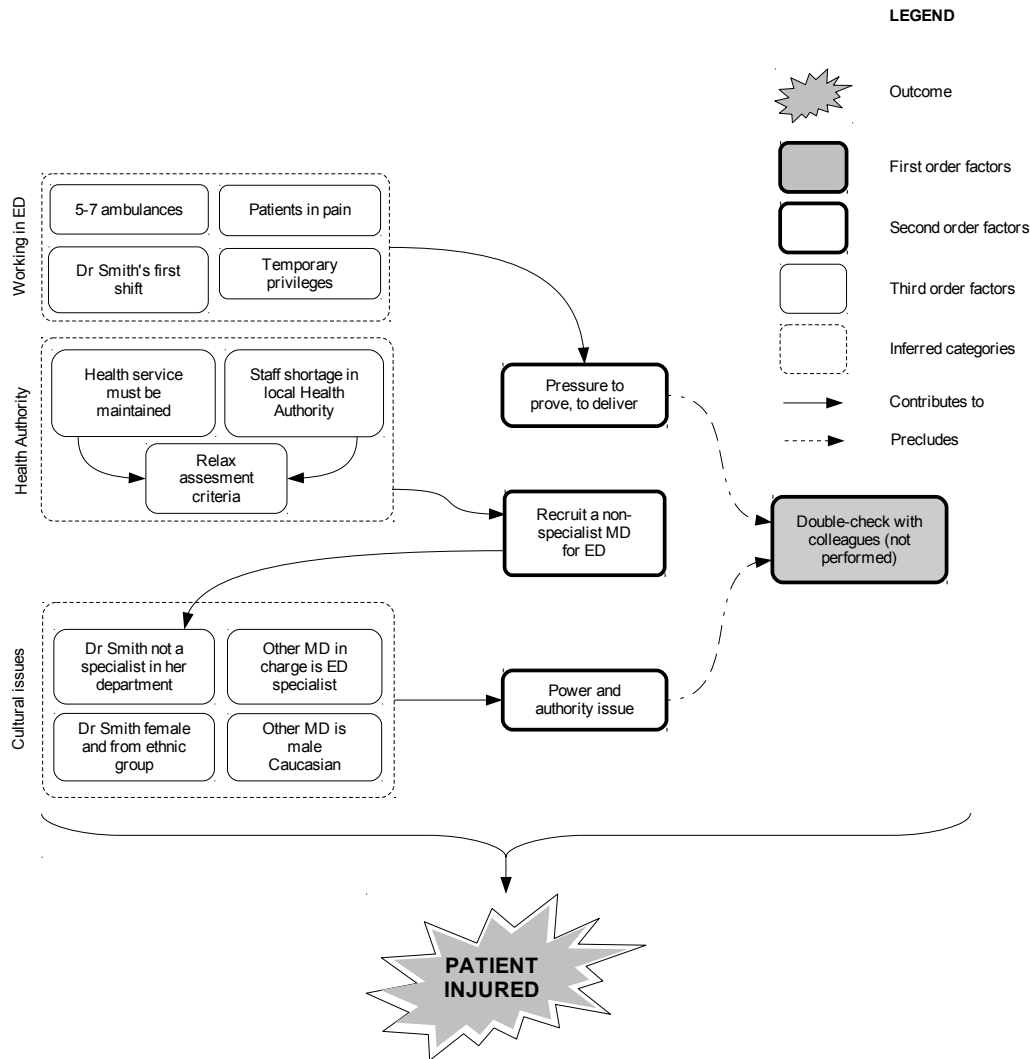 LEGEND
Outcome
First order factors
Second order factors
Third order factors
Inferred categories
Contributes to
Precludes
Working in ED
5-7 ambulances
Patients in pain
Dr Smith's first
shift
Temporary
privileges
Health Authority
Health service
must be
maintained
Staff shortage in
local Health
Authority
Relax
assesment
criteria
Pressure to
prove, to deliver
Recruit a non-
specialist MD
for ED
Double-check with
colleagues (not
performed)
Cultural issues
Dr Smith not a
specialist in her
department
Other MD in
charge is ED
specialist
Dr Smith female
and from ethnic
group
Other MD is
male
Caucasian
Power and
authority issue
PATIENT
INJURED